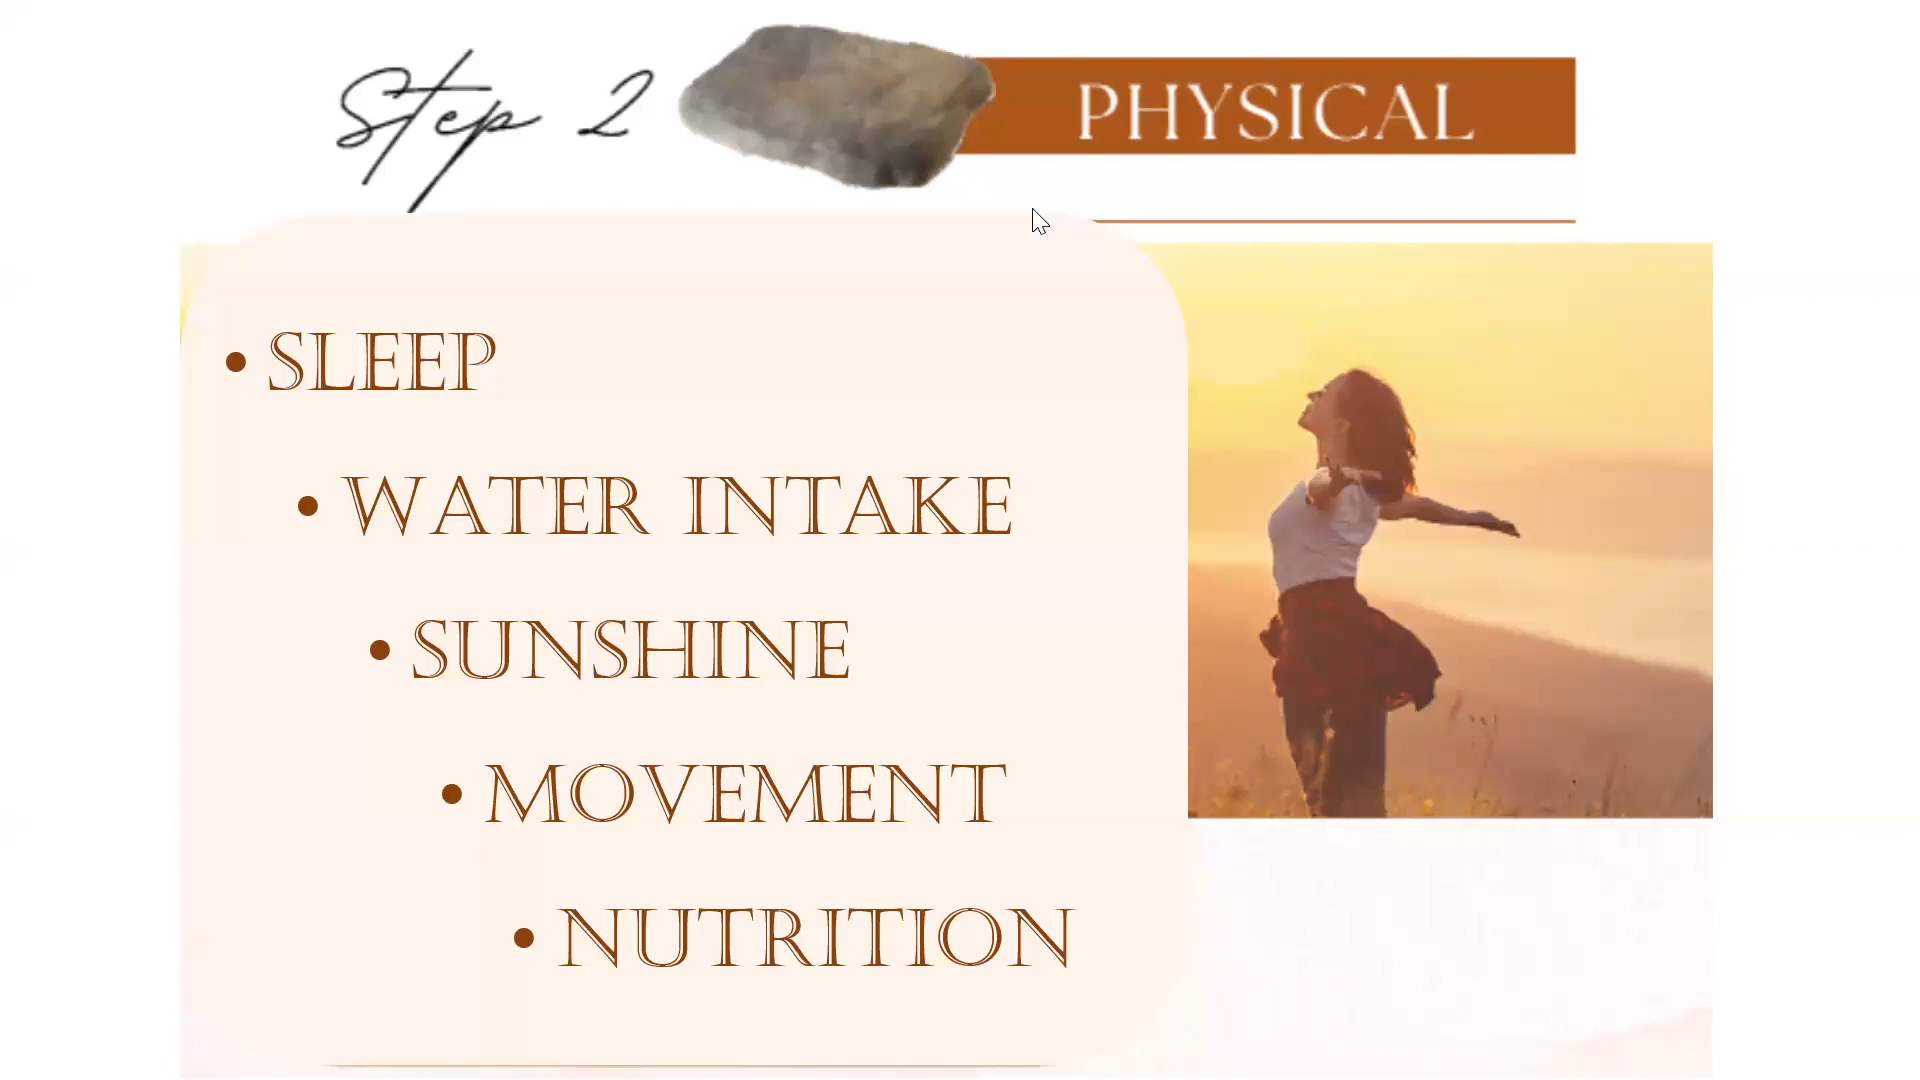 Step 2
PHYSICAL
• SLEEP
• WATER INTAKE
• SUNSHINE
• MOVEMENT
• NUTRITION